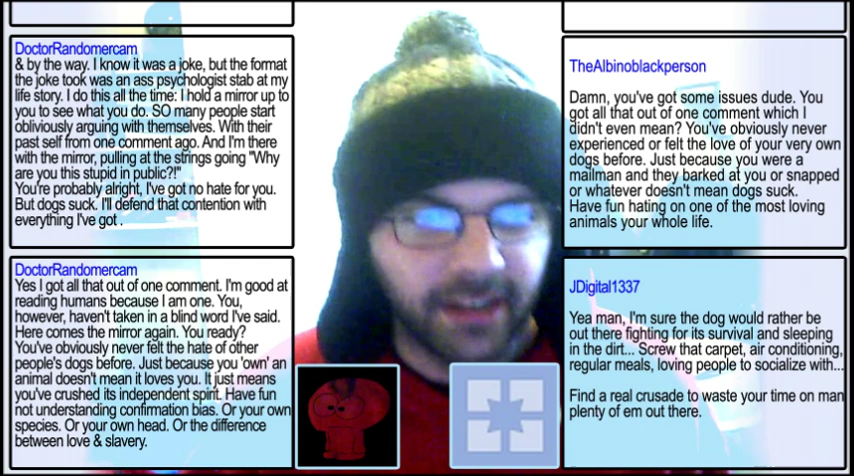 DoctorRandomercam
& by the way. I know it was a joke, but the format
the joke took was an ass psychologist stab at my
life story. I do this all the time: I hold a mirror up to
you to see what you do. SO many people start
obliviously arguing with themselves. With their
past self from one comment ago. And I'm there
with the mirror, pulling at the strings going "Why
are you this stupid in public?!"
You're probably alright, I've got no hate for you.
But dogs suck. I'll defend that contention with
everything I've got .
DoctorRandomercam
Yes I got all that out of one comment. I'm good at
reading humans because I am one. You,
however, haven't taken in a blind word I've said.
Here comes the mirror again. You ready?
You've obviously never felt the hate of other
people's dogs before. Just because you 'own' an
animal doesn't mean it loves you. It just means
you've crushed its independent spirit. Have fun
not understanding confirmation bias. Or your own
species. Or your own head. Or the difference
between love & slavery.
TheAlbinoblackperson
Damn, you've got some issues dude. You
got all that out of one comment which I
didn't even mean? You've obviously never
experienced or felt the love of your very own
dogs before. Just because you were a
mailman and they barked at you or snapped
or whatever doesn't mean dogs suck.
Have fun hating on one of the most loving
animals your whole life.
JDigital1337
Yea man, I'm sure the dog would rather be
out there fighting for its survival and sleeping
in the dirt... Screw that carpet, air conditioning,
regular meals, loving people to socialize with...
Find a real crusade to waste your time on man
plenty of em out there.